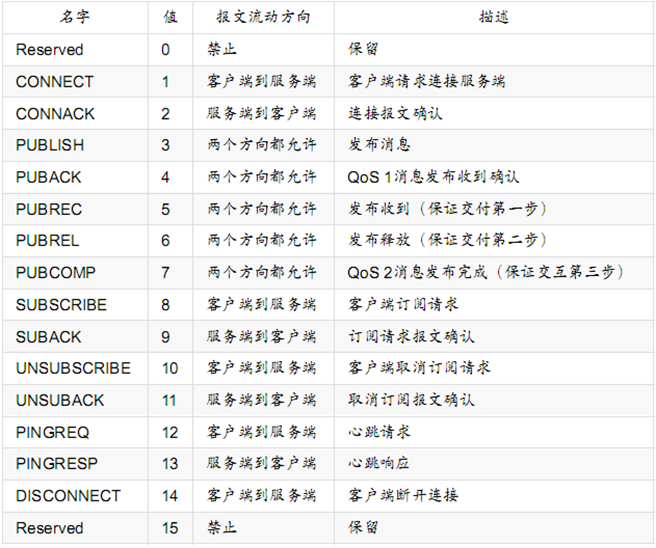 名字 值 报文流动方向 描述
Reserved 0 禁止 保留
CONNECT 1 客户端到服务端 客户端请求连接服务端
CONNACK 2 服务端到客户端 连接报文确认
PUBLISH 3 两个方向都允许 发布消息
PUBACK 4 两个方向都允许 QoS 1消息发布收到确认
PUBREC 5 两个方向都允许 发布收到（保证交付第一步）
PUBREL 6 两个方向都允许 发布释放（保证交付第二步）
PUBCOMP 7 两个方向都允许 QoS 2消息发布完成（保证交互第三步）
SUBSCRIBE 8 客户端到服务端 客户端订阅请求
SUBACK 9 服务端到客户端 订阅请求报文确认
UNSUBSCRIBE 10 客户端到服务端 客户端取消订阅请求
UNSUBACK 11 服务端到客户端 取消订阅报文确认
PINGREQ 12 客户端到服务端 心跳请求
PINGRESP 13 服务端到客户端 心跳响应
DISCONNECT 14 客户端到服务端 客户端断开连接
Reserved 15 禁止 保留